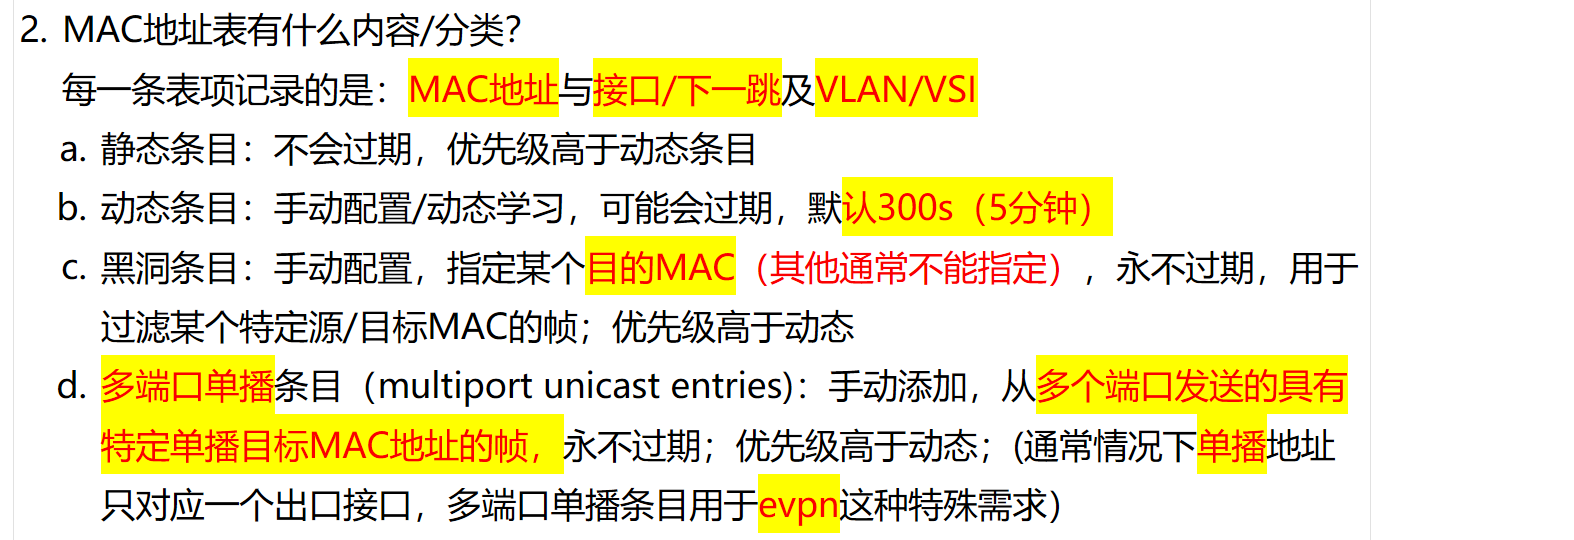 2. MAC地址表有什么内容/分类？
每一条表项记录的是：MAC地址与接口/下一跳及VLAN/VSI
a. 静态条目：不会过期，优先级高于动态条目
b. 动态条目：手动配置/动态学习，可能会过期，默认300s（5分钟）
c. 黑洞条目：手动配置，指定某个目的MAC（其他通常不能指定），永不过期，用于
过滤某个特定源/目标MAC的帧；优先级高于动态
d. 多端口单播条目（multiport unicast entries)：手动添加，从多个端口发送的具有
特定单播目标MAC地址的帧，永不过期；优先级高于动态；(通常情况下单播地址
只对应一个出口接口，多端口单播条目用于evpn这种特殊需求）